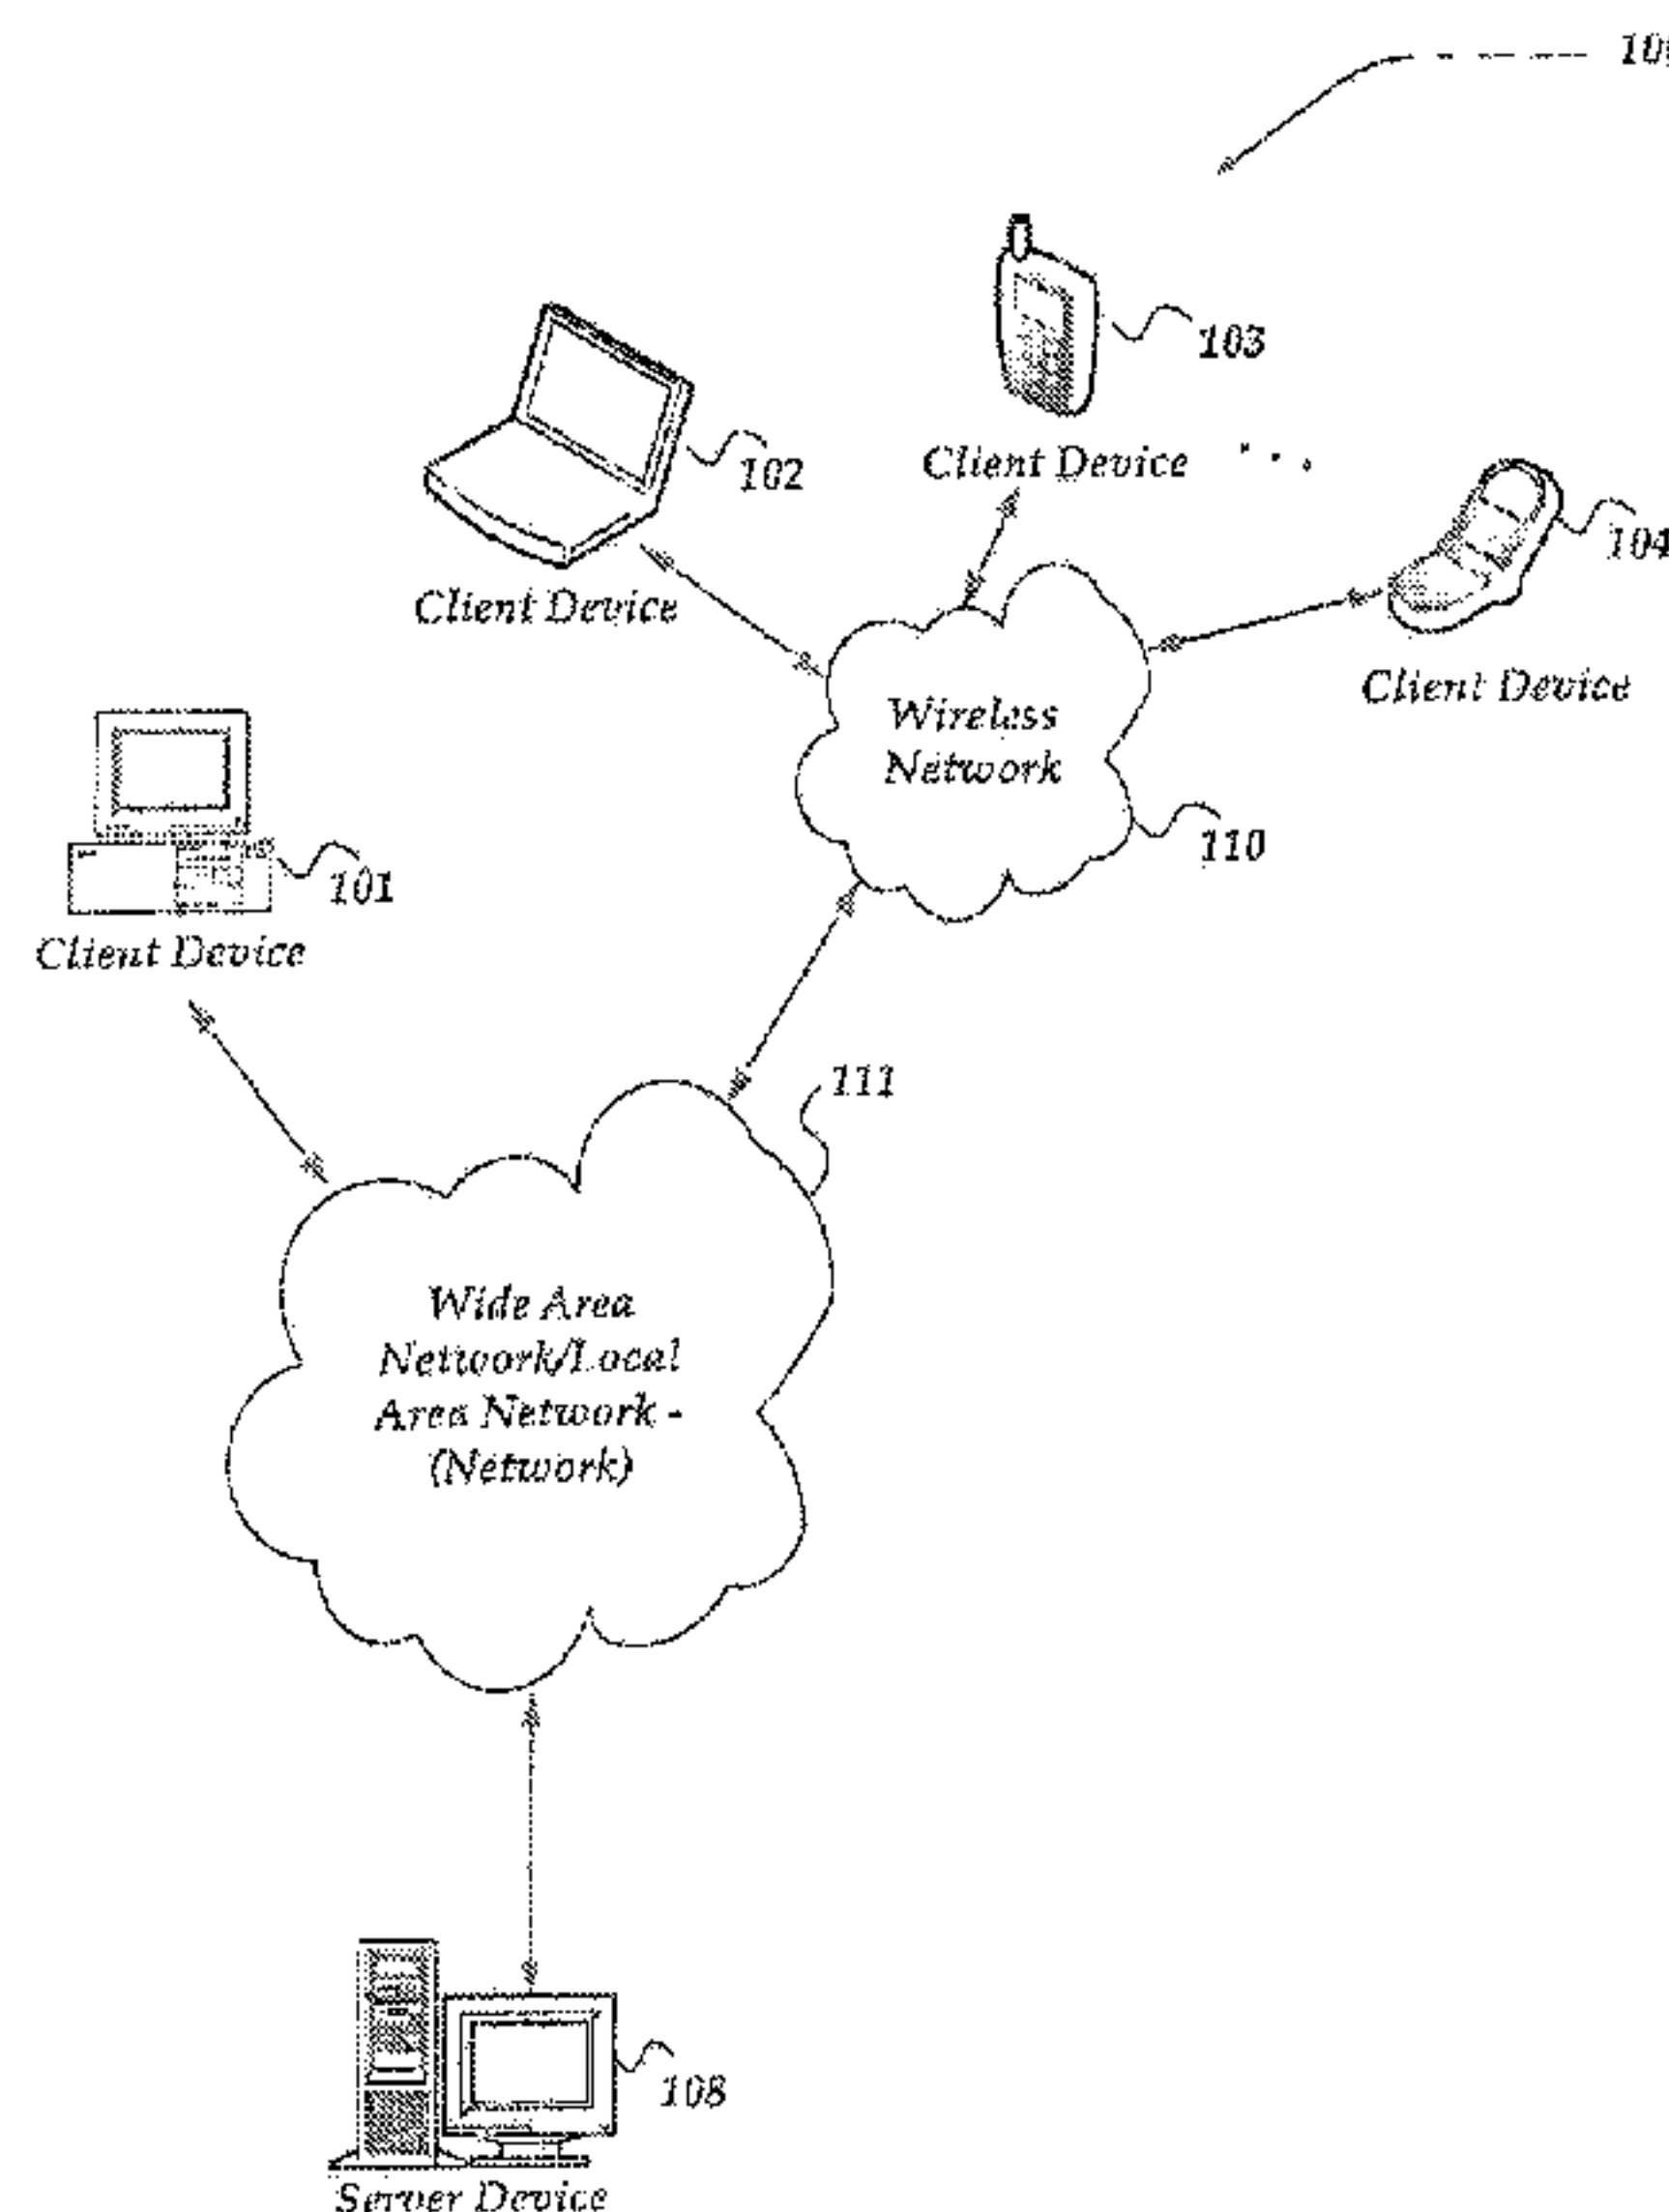 103
102
Client Device
104
Client Device
Client Device
Wireless
Network
110
101
Client Device
111
Wide Area
Network/Local
Area Network -
(Network)
108
Server Device